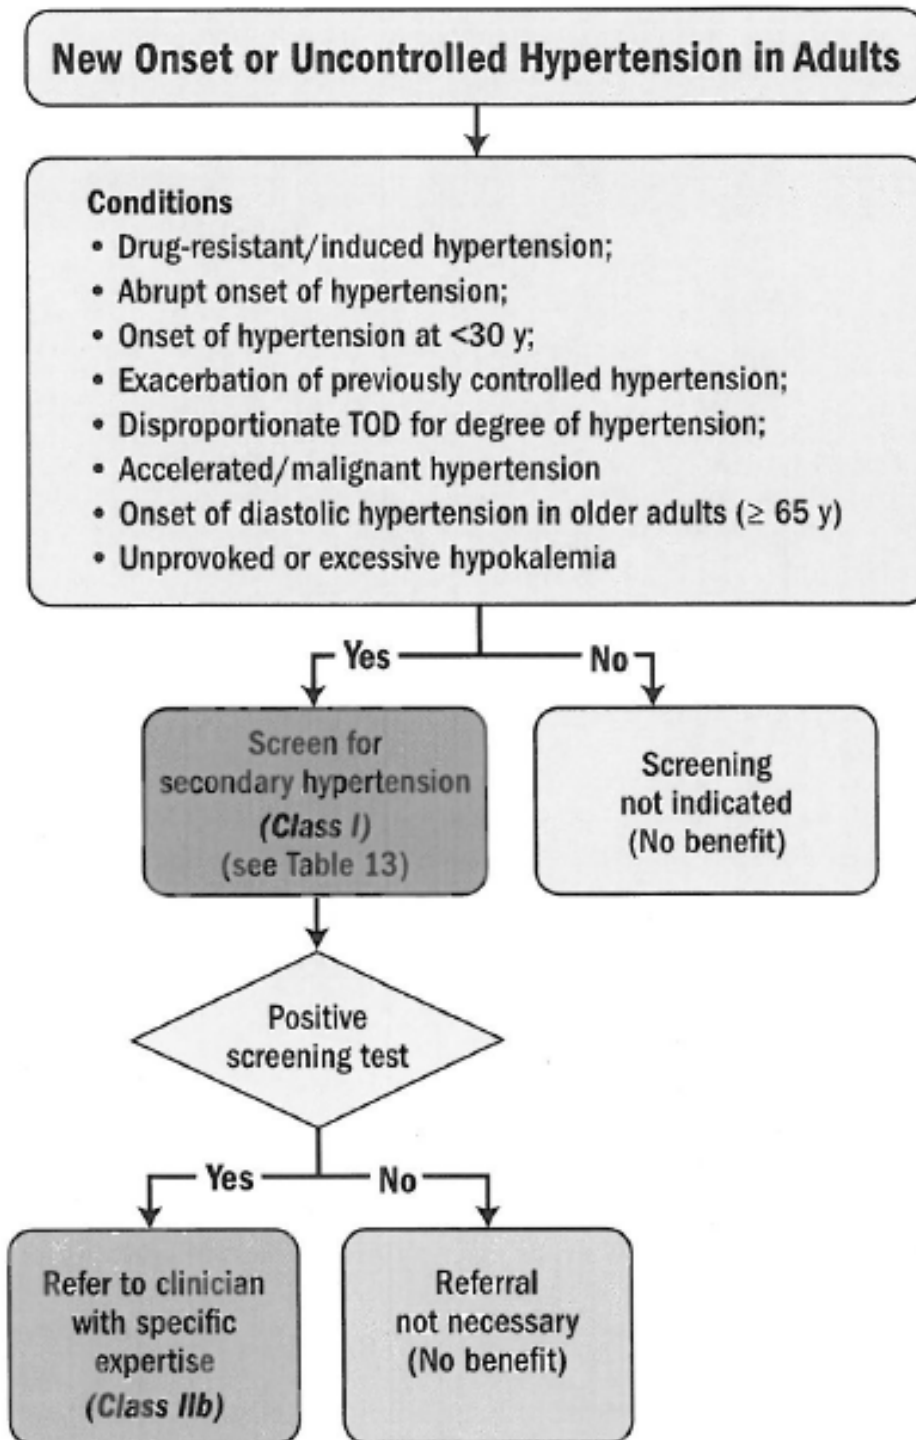 New Onset or Uncontrolled Hypertension in Adults
Conditions
• Drug-resistant/induced hypertension;
• Abrupt onset of hypertension;
• Onset of hypertension at <30 y;
• Exacerbation of previously controlled hypertension;
• Disproportionate TOD for degree of hypertension;
• Accelerated/malignant hypertension
• Onset of diastolic hypertension in older adults (≥ 65 y)
• Unprovoked or excessive hypokalemia
Yes
No
Screen for
secondary hypertension
(Class I)
(see Table 13)
Screening
not indicated
(No benefit)
Positive
screening test
Yes
No
Refer to clinician
with specific
expertise
(Class IIb)
Referral
not necessary
(No benefit)